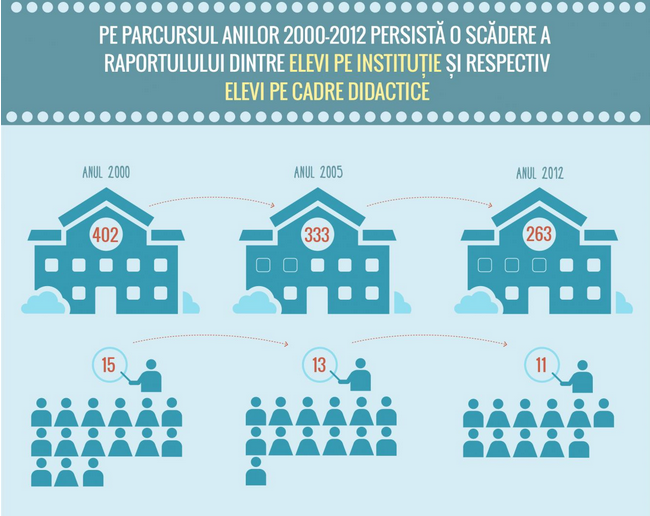 PE PARCURSUL ANILOR 2000-2012 PERSISTĂ O SCĂDERE A
RAPORTULULUI DINTRE ELEVI PE INSTITUȚIE ȘI RESPECTIV
ELEVI PE CADRE DIDACTICE
ANUL 2000
ANUL 2005
ANUL 2012
402
333
263
15
13
11